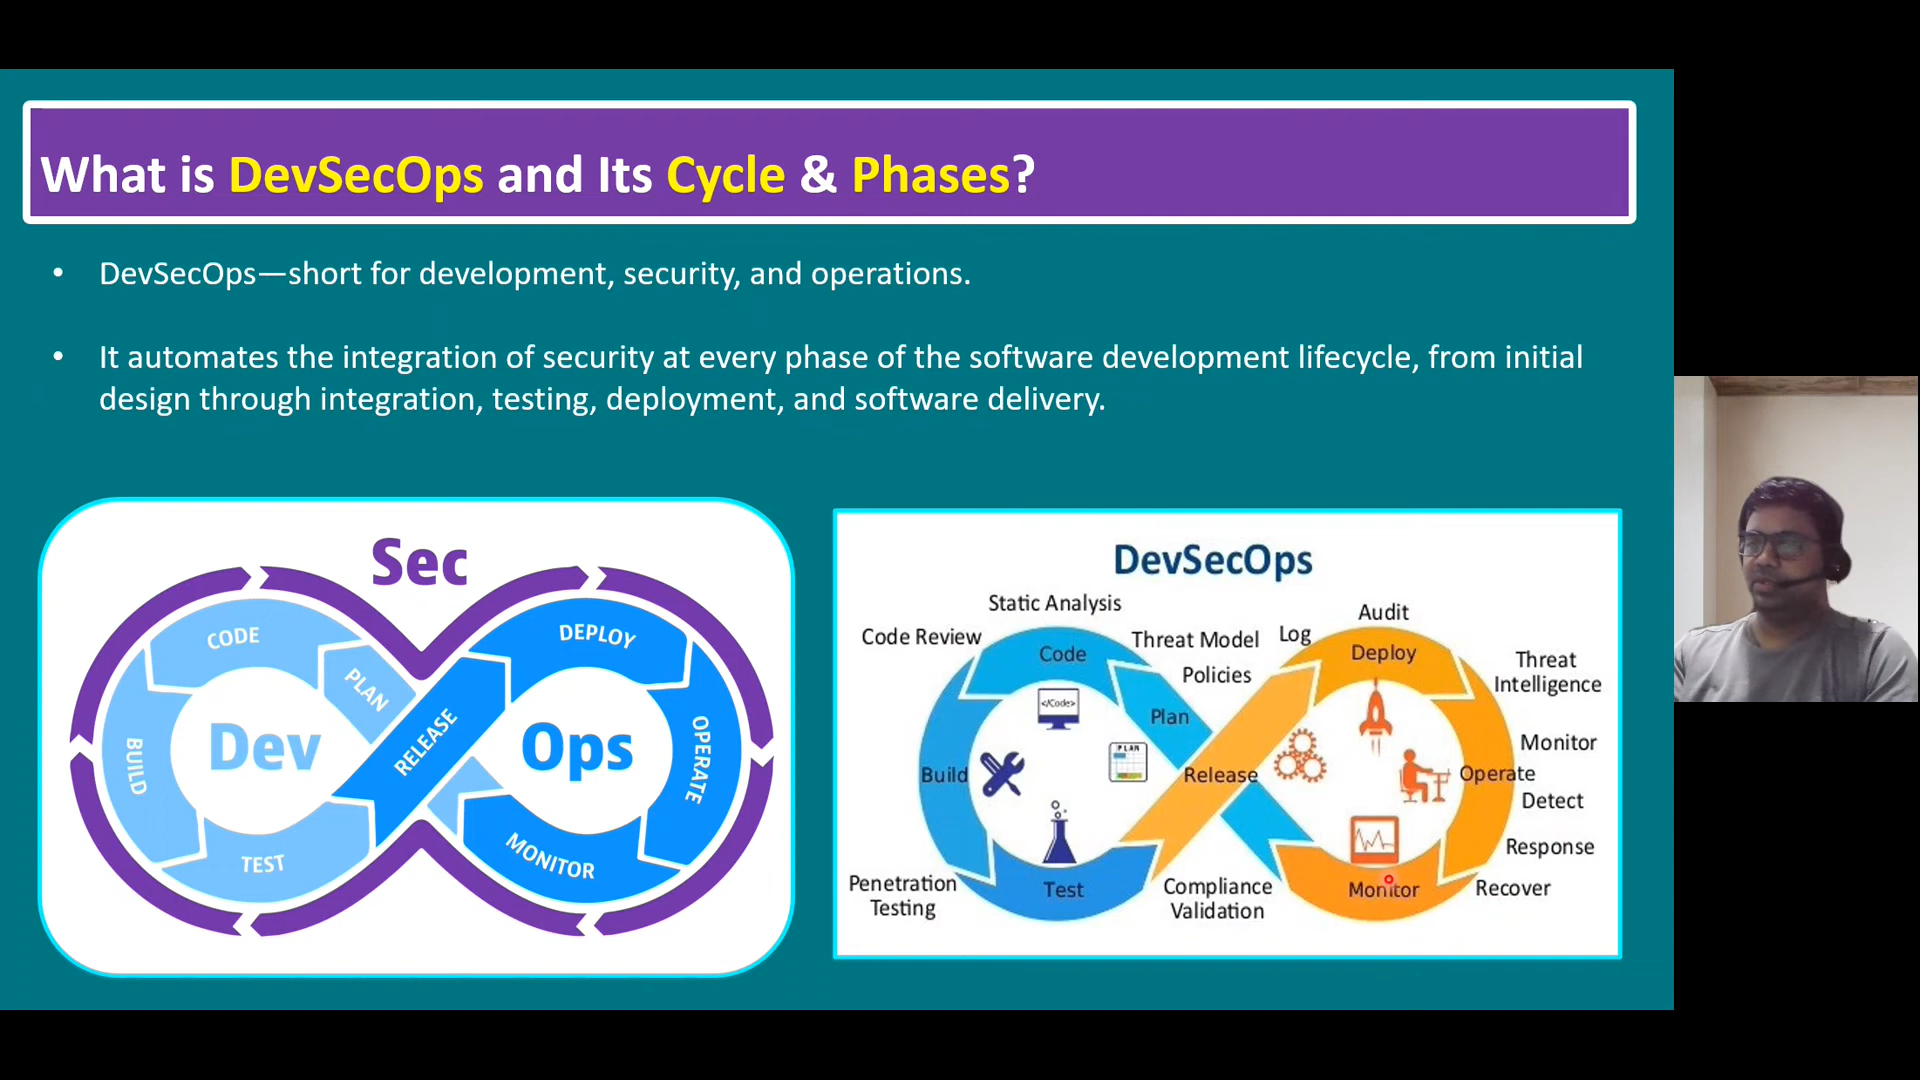 What is DevSecOps and Its Cycle & Phases?
• DevSecOps—short for development, security, and operations.
• It automates the integration of security at every phase of the software development lifecycle, from initial
design through integration, testing, deployment, and software delivery.
Sec
Dev
Ops
PLAN
CODE
BUILD
TEST
RELEASE
DEPLOY
OPERATE
MONITOR
DevSecOps
Static Analysis
Code Review
Code
Threat Model
Policies
Plan
</Code>
PLAN
Build
Penetration
Testing
Test
Compliance
Validation
Release
Log
Audit
Deploy
Threat
Intelligence
Monitor
Operate
Detect
Response
Recover
Monitor